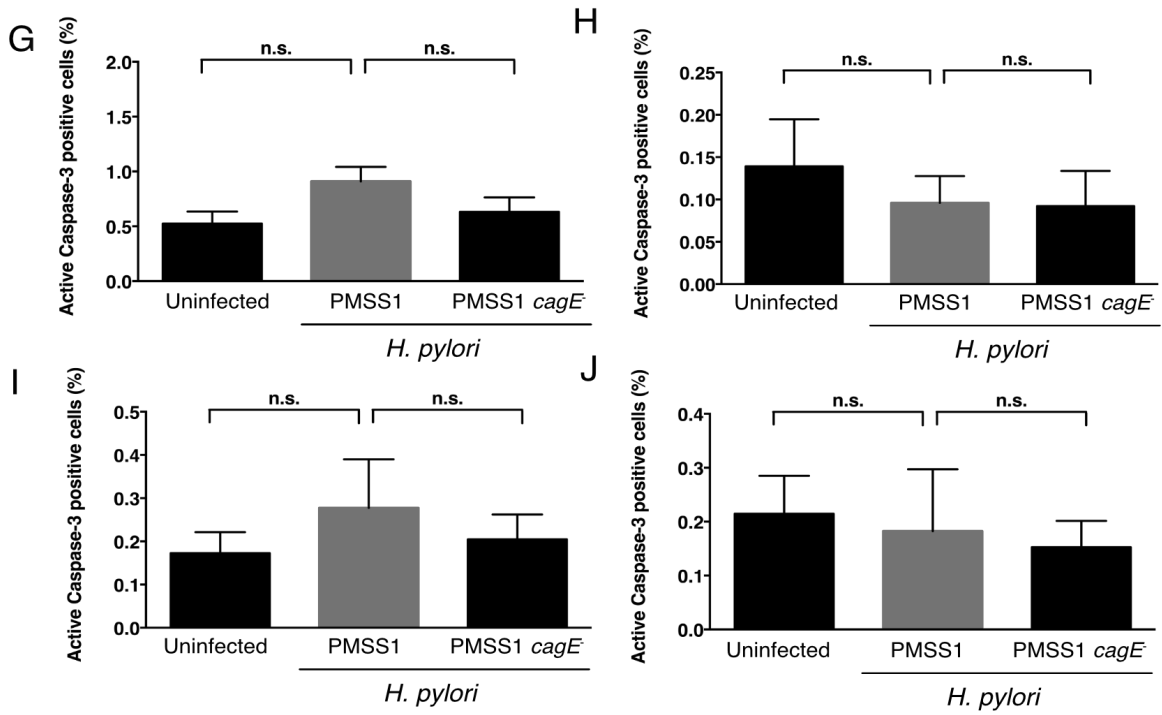 G
Active Caspase-3 positive cells (%)
n.s. n.s.
2.0
1.5
1.0
0.5
0.0
Uninfected PMSS1 PMSS1 cagE-
H. pylori
H
Active Caspase-3 positive cells (%)
n.s. n.s.
0.25
0.20
0.15
0.10
0.05
0.00
Uninfected PMSS1 PMSS1 cagE-
H. pylori
I
Active Caspase-3 positive cells (%)
n.s. n.s.
0.5
0.4
0.3
0.2
0.1
0.0
Uninfected PMSS1 PMSS1 cagE-
H. pylori
J
Active Caspase-3 positive cells (%)
n.s. n.s.
0.4
0.3
0.2
0.1
0.0
Uninfected PMSS1 PMSS1 cagE-
H. pylori